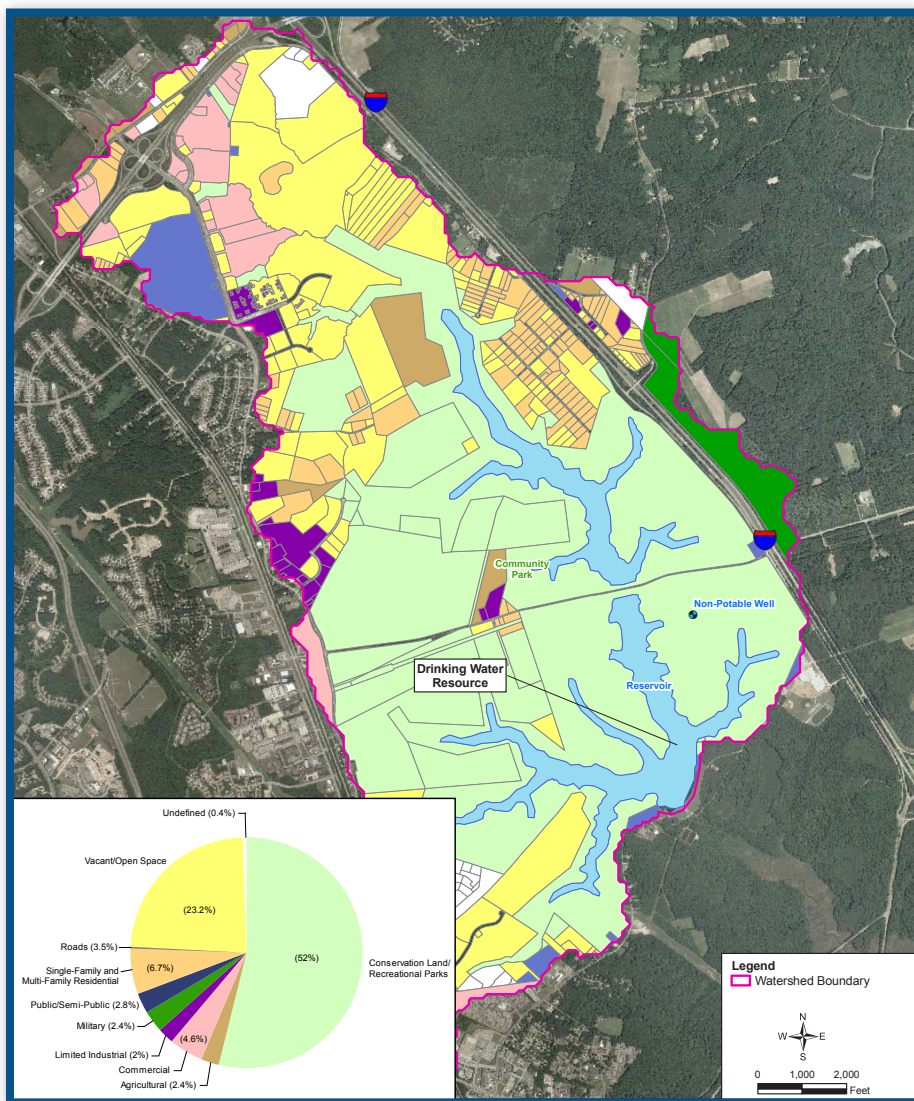 Community
Park
Non-Potable Well
Drinking Water
Resource
Reservoir
Undefined (0.4%)
Vacant/Open Space
(23.2%)
Roads (3.5%)
(6.7%)
Single-Family and
Multi-Family Residential
(52%)
Conservation Land/
Recreational Parks
Public/Semi-Public (2.8%)
Military (2.4%)
(4.6%)
Limited Industrial (2%)
Commercial
Agricultural (2.4%)
Legend
Watershed Boundary
N
W
E
S
0 1,000 2,000
Feet